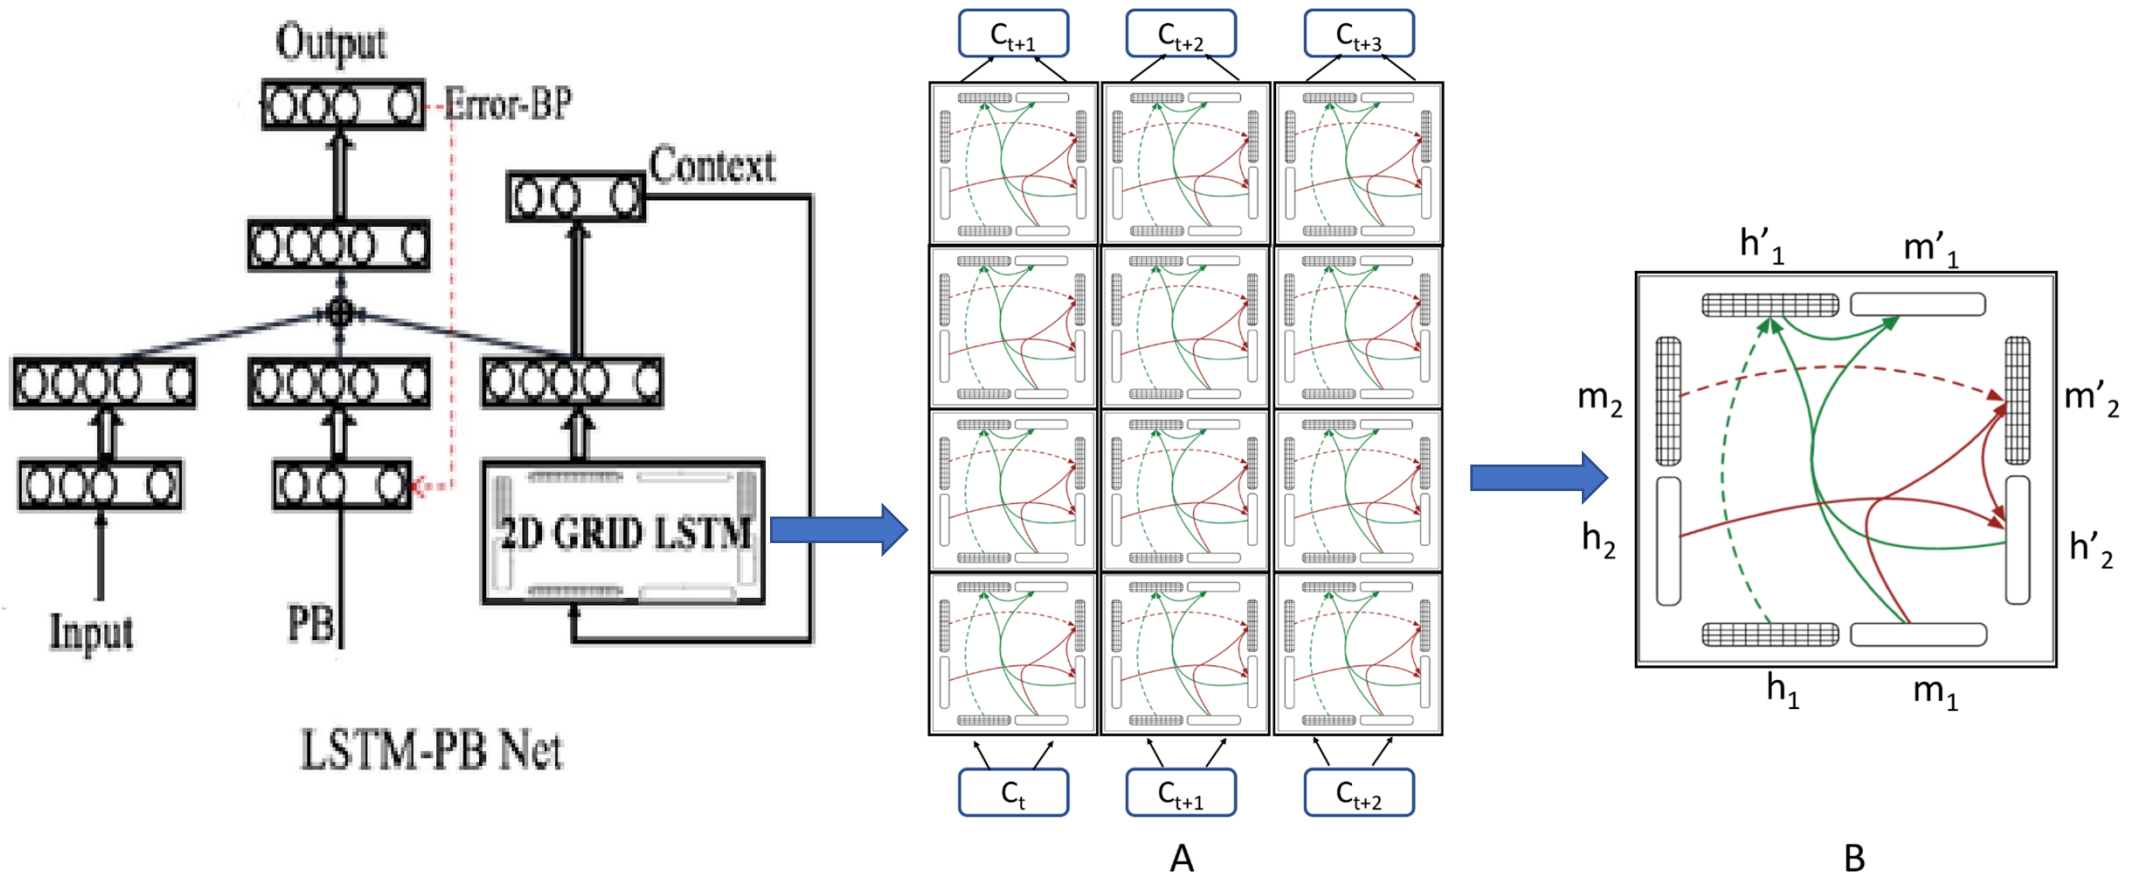 Output
Error-BP
Context
2D GRID LSTM
Input
PB
LSTM-PB Net
Cₜ₊₁ Cₜ₊₂ Cₜ₊₃
Cₜ Cₜ₊₁ Cₜ₊₂
A
h′₁ m′₁
m₂ m′₂
h₂ h′₂
h₁ m₁
B